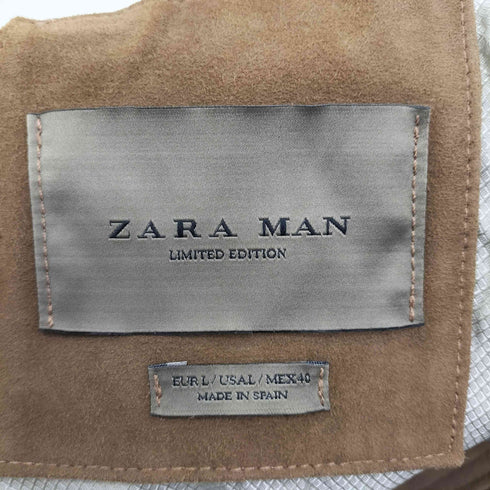 ZARA MAN
LIMITED EDITION
EUR L / USA L / MEX 40
MADE IN SPAIN